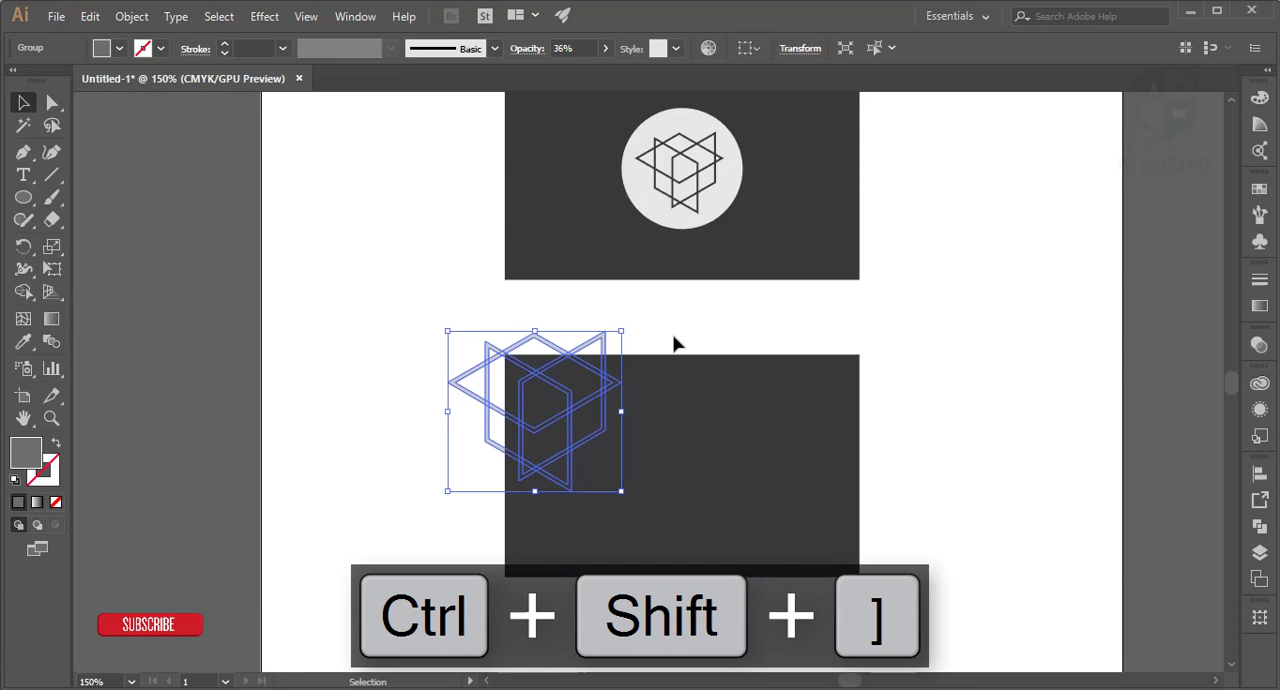 Ai File Edit Object Type Select Effect View Window Help Br St Essentials Search Adobe Help
Group Stroke: Basic Opacity: 36% Style: Transform
Untitled-1* @ 150% (CMYK/GPU Preview) ×
T
SUBSCRIBE
Ctrl + Shift + ]
150% 1 Selection